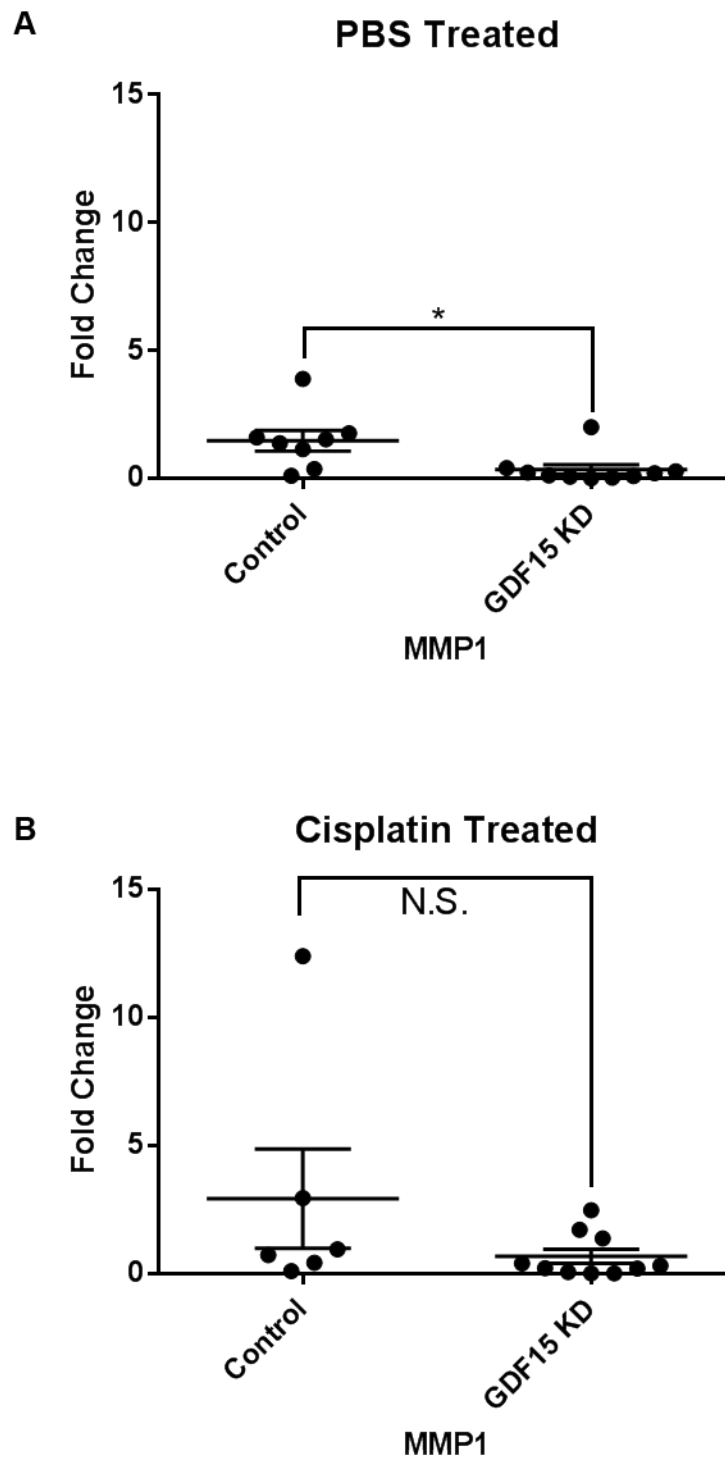 A
PBS Treated
15
10
5
0
Fold Change
*
Control
GDF15 KD
MMP1
B
Cisplatin Treated
15
10
5
0
Fold Change
N.S.
Control
GDF15 KD
MMP1